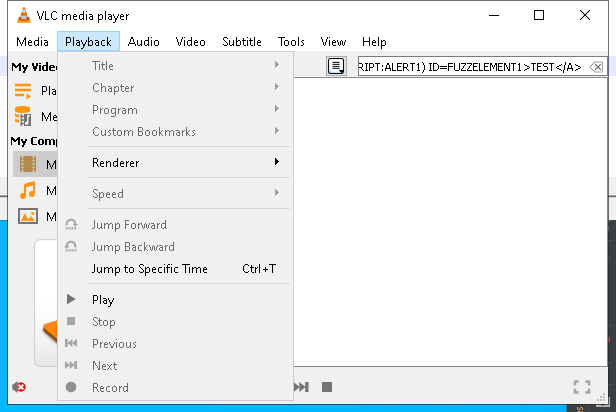 VLC media player
Media Playback Audio Video Subtitle Tools View Help
My Vide
Title
RIPT:ALERT1) ID=FUZZELEMENT1>TEST</A>
Pla
Chapter
Me
Program
Custom Bookmarks
My Comp
M
Renderer
M
Speed
M
Jump Forward
Jump Backward
Jump to Specific Time Ctrl+T
Play
Stop
Previous
Next
Record